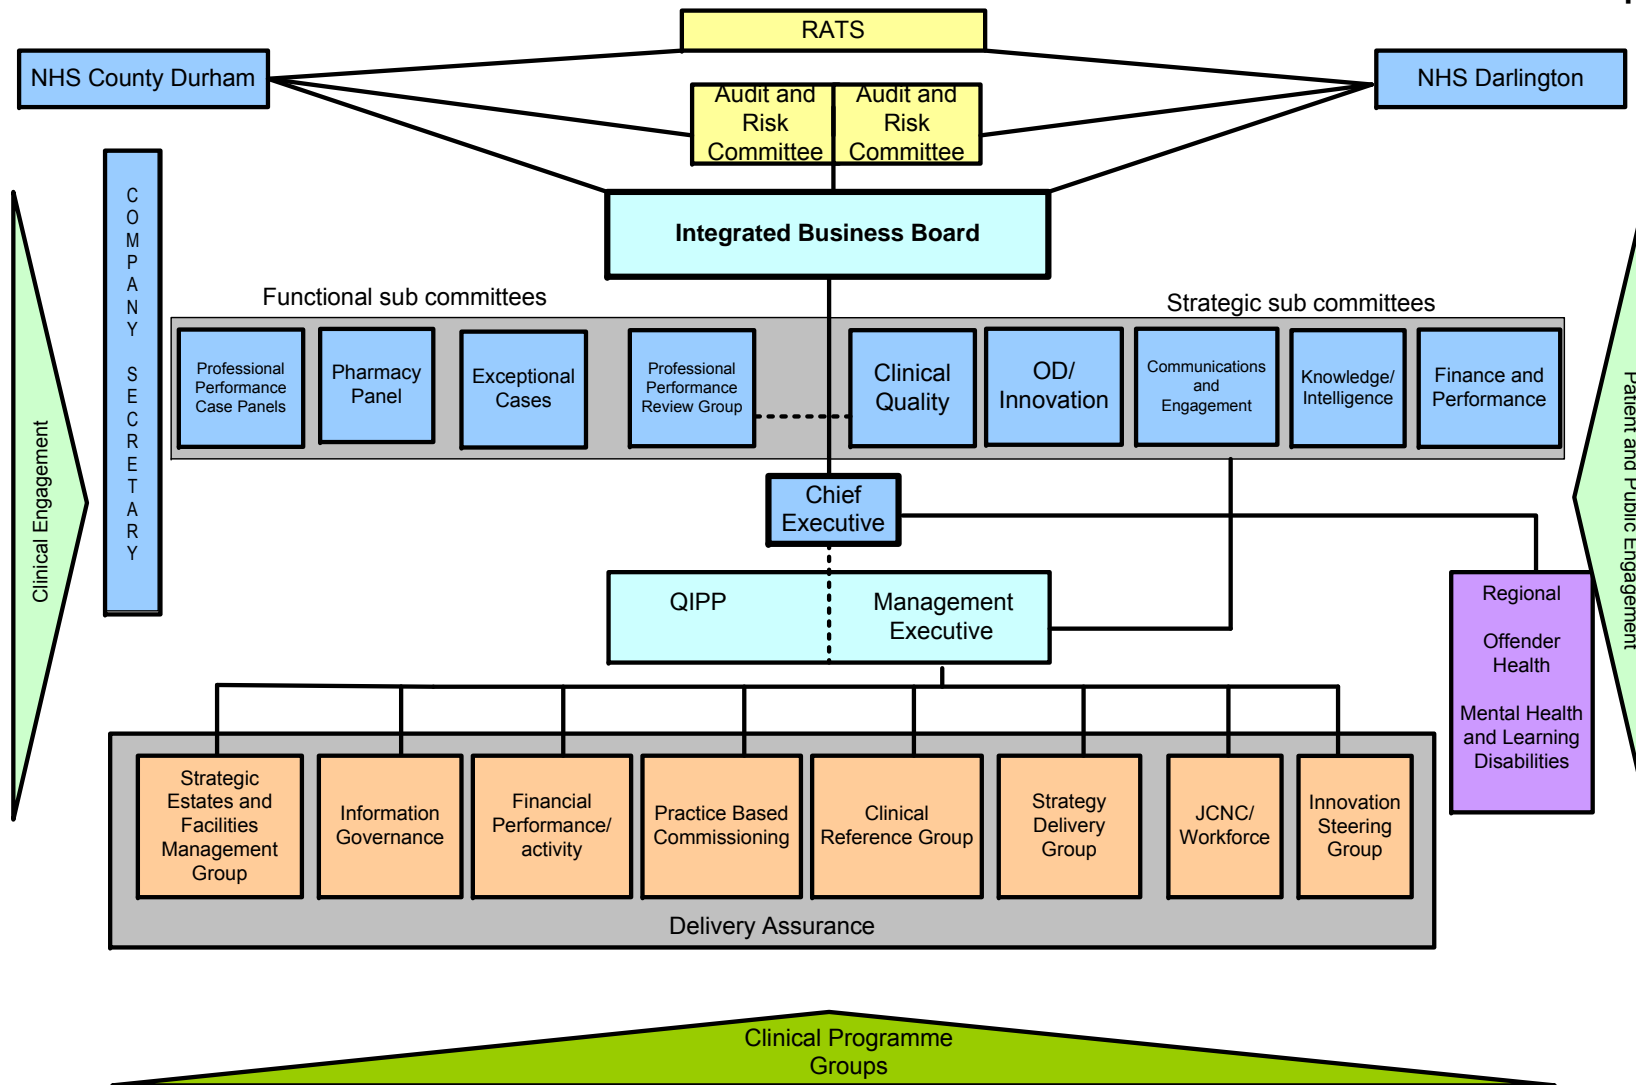 RATS
NHS County Durham
NHS Darlington
Audit and
Risk
Committee
Audit and
Risk
Committee
COMPANY SECRETARY
Integrated Business Board
Functional sub committees
Strategic sub committees
Professional
Performance
Case Panels
Pharmacy
Panel
Exceptional
Cases
Professional
Performance
Review Group
Clinical
Quality
OD/
Innovation
Communications
and
Engagement
Knowledge/
Intelligence
Finance and
Performance
Clinical Engagement
Patient and Public Engagement
Chief
Executive
QIPP
Management
Executive
Regional
Offender
Health
Mental Health
and Learning
Disabilities
Strategic
Estates and
Facilities
Management
Group
Information
Governance
Financial
Performance/
activity
Practice Based
Commissioning
Clinical
Reference Group
Strategy
Delivery
Group
JCNC/
Workforce
Innovation
Steering
Group
Delivery Assurance
Clinical Programme
Groups